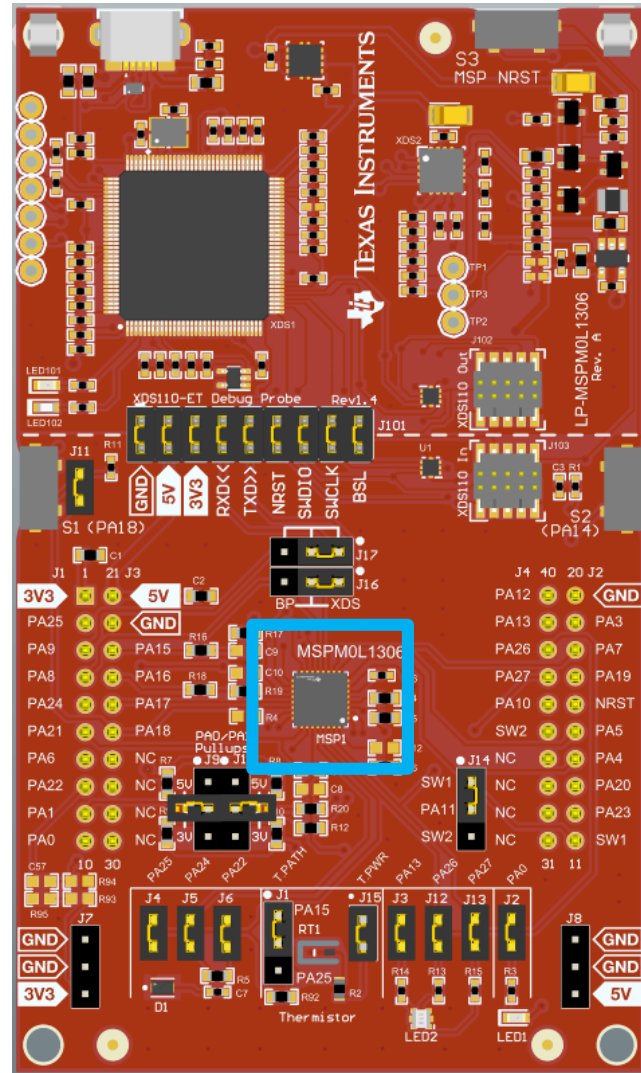 S3
MSP NRST
TEXAS INSTRUMENTS
XDS2
XDS1
TP1
TP3
TP2
J102
XDS110 Out
LP-MSPM0L1306
Rev. A
LED101
LED102
XDS110-ET Debug Probe Rev1.4
J101
GND
5V
3V3
RXD<<
TXD>>
NRST
SWDIO
SWCLK
BSL
U1
J103
XDS110 In
C3 R1
J11
R11
S1 (PA18)
S2
(PA14)
C1
J17
J16
BP XDS
J1 1 21 J3
3V3 5V
C2
PA25 GND
PA9 PA15
PA8 PA16
PA24 PA17
PA21 PA18
PA6 NC
PA22 NC
PA1 NC
PA0 NC
10 30
J4 40 20 J2
PA12 GND
PA13 PA3
PA26 PA7
PA27 PA19
PA10 NRST
SW2 PA5
NC PA4
NC PA20
NC PA23
NC SW1
31 11
R16
R18
R17
C9
C10
R19
R4
MSPM0L1306
MSP1
PA0/PA1
Pullups
J9
R7 5V 5V R8
3V 3V
C8
R20
R12
J14
SW1
PA11
SW2
C57 R94
R95 R93
PA25 PA24 PA22 T.PATH T.PWR PA13 PA26 PA27 PA0
J4 J5 J6 J1 J15 J3 J12 J13 J2
J7
GND
GND
3V3
J8
GND
GND
5V
PA15
RT1
PA25
D1
R5
C7
R92
R2
Thermistor
R14 R13 R15 R3
LED2
LED1